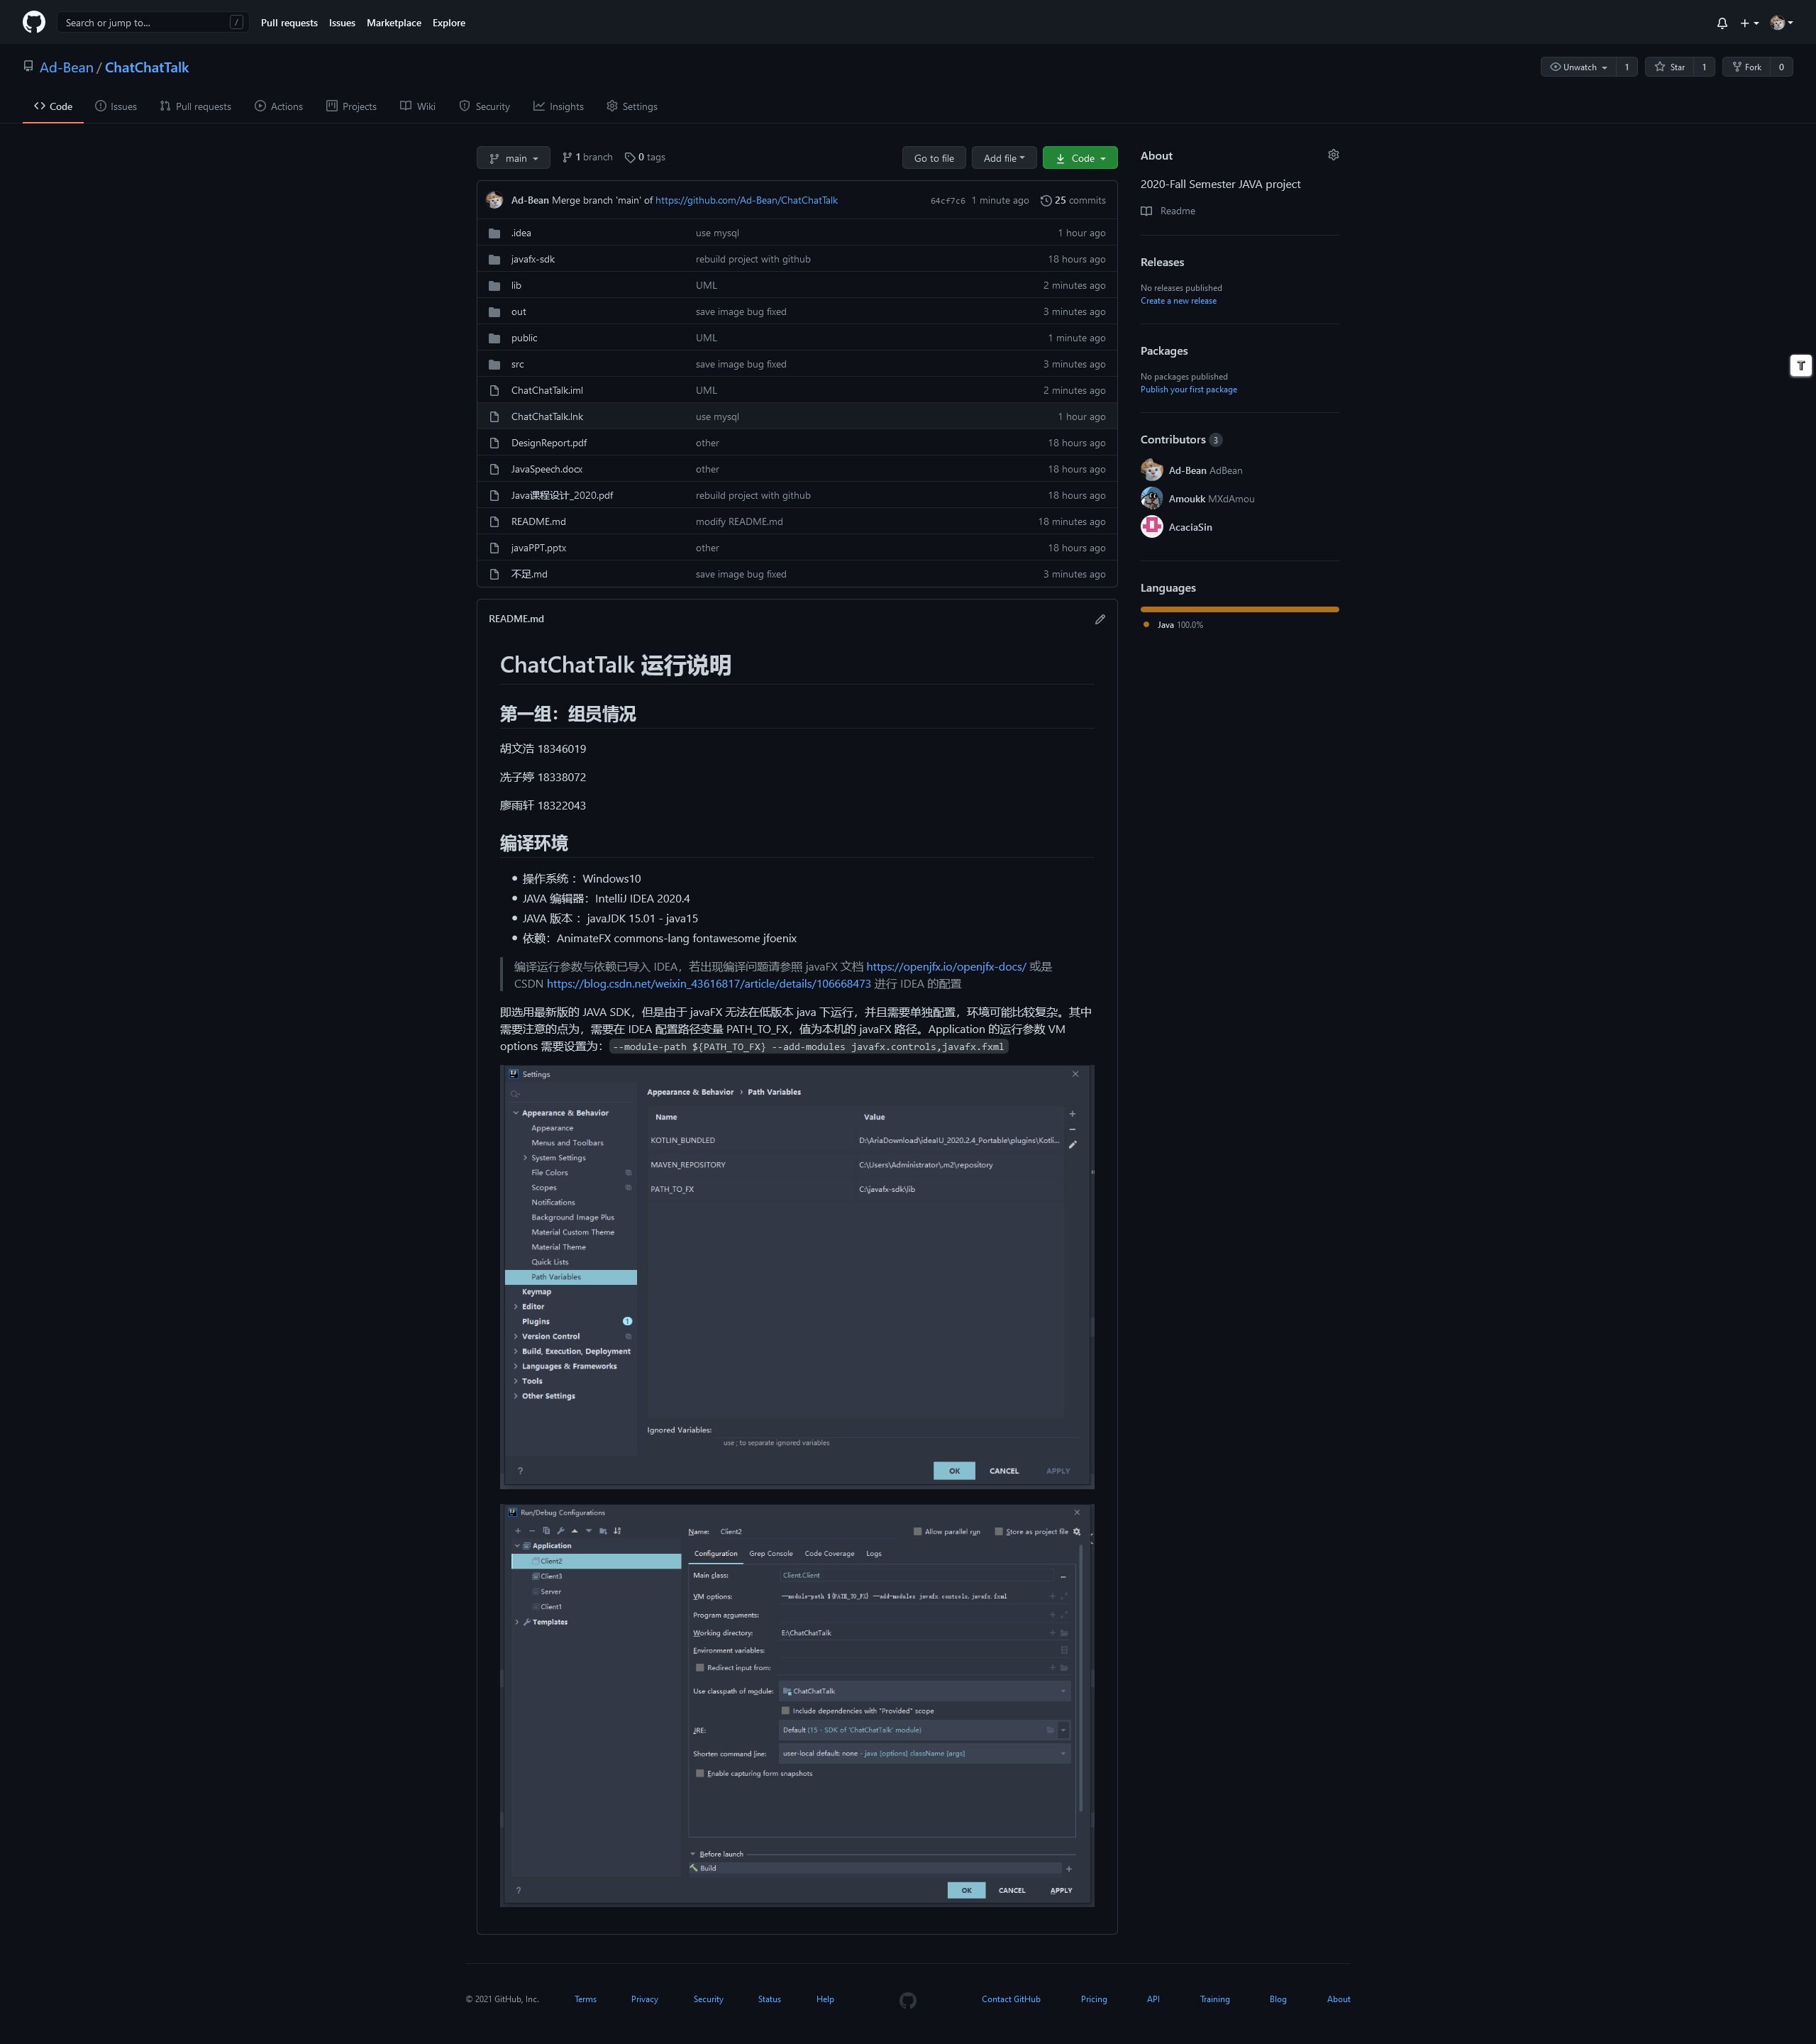 Search or jump to... /
Pull requests Issues Marketplace Explore
Ad-Bean / ChatChatTalk
Unwatch 1 Star 1 Fork 0
Code Issues Pull requests Actions Projects Wiki Security Insights Settings
main 1 branch 0 tags Go to file Add file Code
Ad-Bean Merge branch 'main' of https://github.com/Ad-Bean/ChatChatTalk 64cf7c6 1 minute ago 25 commits
.idea use mysql 1 hour ago
javafx-sdk rebuild project with github 18 hours ago
lib UML 2 minutes ago
out save image bug fixed 3 minutes ago
public UML 1 minute ago
src save image bug fixed 3 minutes ago
ChatChatTalk.iml UML 2 minutes ago
ChatChatTalk.lnk use mysql 1 hour ago
DesignReport.pdf other 18 hours ago
JavaSpeech.docx other 18 hours ago
Java课程设计_2020.pdf rebuild project with github 18 hours ago
README.md modify README.md 18 minutes ago
javaPPT.pptx other 18 hours ago
不足.md save image bug fixed 3 minutes ago
About
2020-Fall Semester JAVA project
Readme
Releases
No releases published
Create a new release
Packages
No packages published
Publish your first package
Contributors 3
Ad-Bean AdBean
Amoukk MXdAmou
AcaciaSin
Languages
Java 100.0%
T
README.md
ChatChatTalk 运行说明
第一组：组员情况
胡文浩 18346019
冼子婷 18338072
廖雨轩 18322043
编译环境
操作系统 ：Windows10
JAVA 编辑器：IntelliJ IDEA 2020.4
JAVA 版本 ：javaJDK 15.01 - java15
依赖：AnimateFX commons-lang fontawesome jfoenix
编译运行参数与依赖已导入 IDEA，若出现编译问题请参照 javaFX 文档 https://openjfx.io/openjfx-docs/ 或是
CSDN https://blog.csdn.net/weixin_43616817/article/details/106668473 进行 IDEA 的配置
即选用最新版的 JAVA SDK，但是由于 javaFX 无法在低版本 java 下运行，并且需要单独配置，环境可能比较复杂。其中
需要注意的点为，需要在 IDEA 配置路径变量 PATH_TO_FX，值为本机的 javaFX 路径。Application 的运行参数 VM
options 需要设置为：--module-path ${PATH_TO_FX} --add-modules javafx.controls,javafx.fxml
Settings
Appearance & Behavior › Path Variables
Name Value
KOTLIN_BUNDLED D:\AriaDownload\ideaIU_2020.2.4_Portable\plugins\Kotli...
MAVEN_REPOSITORY C:\Users\Administrator\.m2\repository
PATH_TO_FX C:\javafx-sdk\lib
Appearance & Behavior
Appearance
Menus and Toolbars
System Settings
File Colors
Scopes
Notifications
Background Image Plus
Material Custom Theme
Material Theme
Quick Lists
Path Variables
Keymap
Editor
Plugins 1
Version Control
Build, Execution, Deployment
Languages & Frameworks
Tools
Other Settings
Ignored Variables:
use ; to separate ignored variables
? OK CANCEL APPLY
Run/Debug Configurations
Name: Client2 Allow parallel run Store as project file
Application
Client2
Client3
Server
Client1
Templates
Configuration Grep Console Code Coverage Logs
Main class: Client.Client
VM options: --module-path ${PATH_TO_FX} --add-modules javafx.controls,javafx.fxml
Program arguments:
Working directory: E:\ChatChatTalk
Environment variables:
Redirect input from:
Use classpath of module: ChatChatTalk
Include dependencies with "Provided" scope
JRE: Default (15 - SDK of 'ChatChatTalk' module)
Shorten command line: user-local default: none - java [options] className [args]
Enable capturing form snapshots
Before launch
Build
? OK CANCEL APPLY
© 2021 GitHub, Inc. Terms Privacy Security Status Help Contact GitHub Pricing API Training Blog About